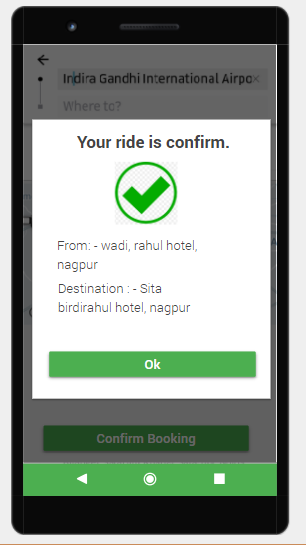 Indira Gandhi International Airpo
Where to?
Your ride is confirm.
From: - wadi, rahul hotel,
nagpur
Destination : - Sita
birdirahul hotel, nagpur
Ok
Confirm Booking